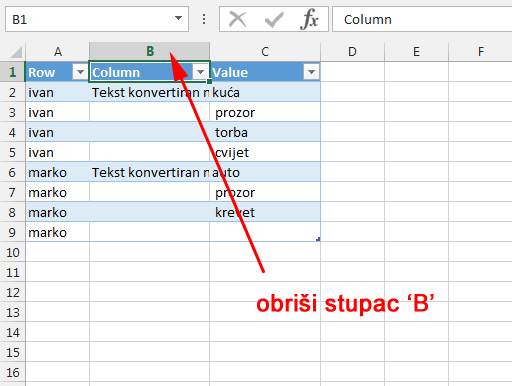 B1 fx Column
A B C D E F
1 Row Column Value
2 ivan Tekst konvertiran n kuća
3 ivan prozor
4 ivan torba
5 ivan cvijet
6 marko Tekst konvertiran n auto
7 marko prozor
8 marko krevet
9 marko
10
11
12
13
14
15
16
obriši stupac ‘B’